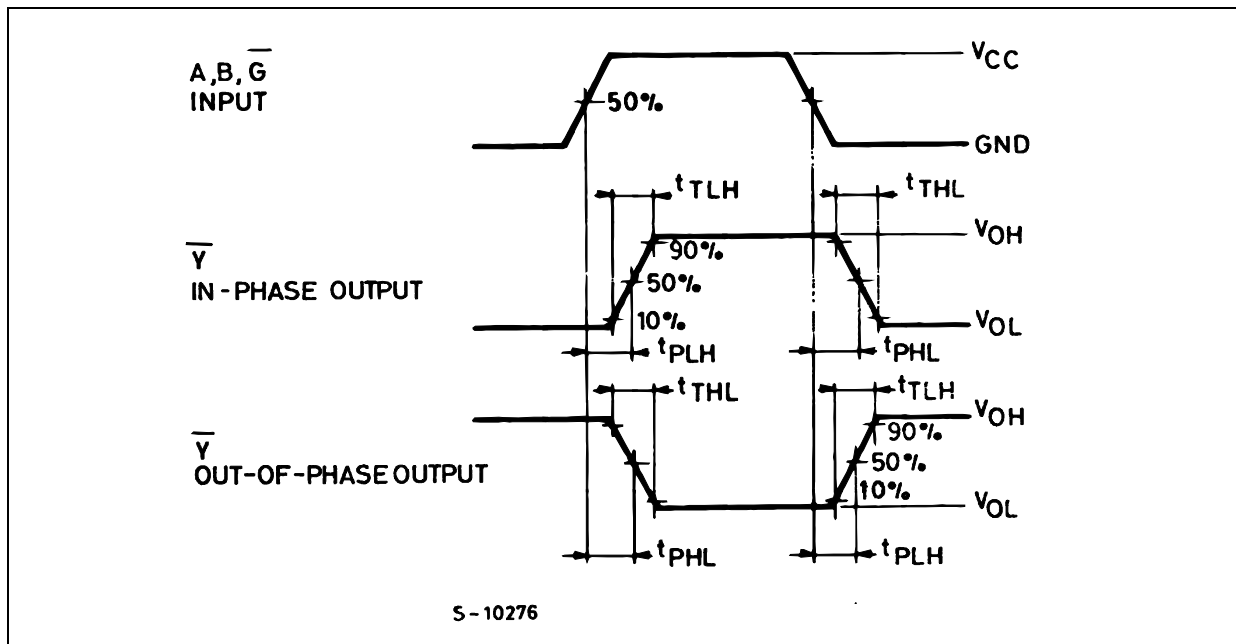 A,B,G̅
INPUT
50%
VCC
GND
tTLH
tTHL
Y̅
IN-PHASE OUTPUT
90%
50%
10%
VOH
VOL
tPLH
tPHL
tTHL
tTLH
Y̅
OUT-OF-PHASE OUTPUT
VOH
90%
50%
10%
VOL
tPHL
tPLH
S-10276